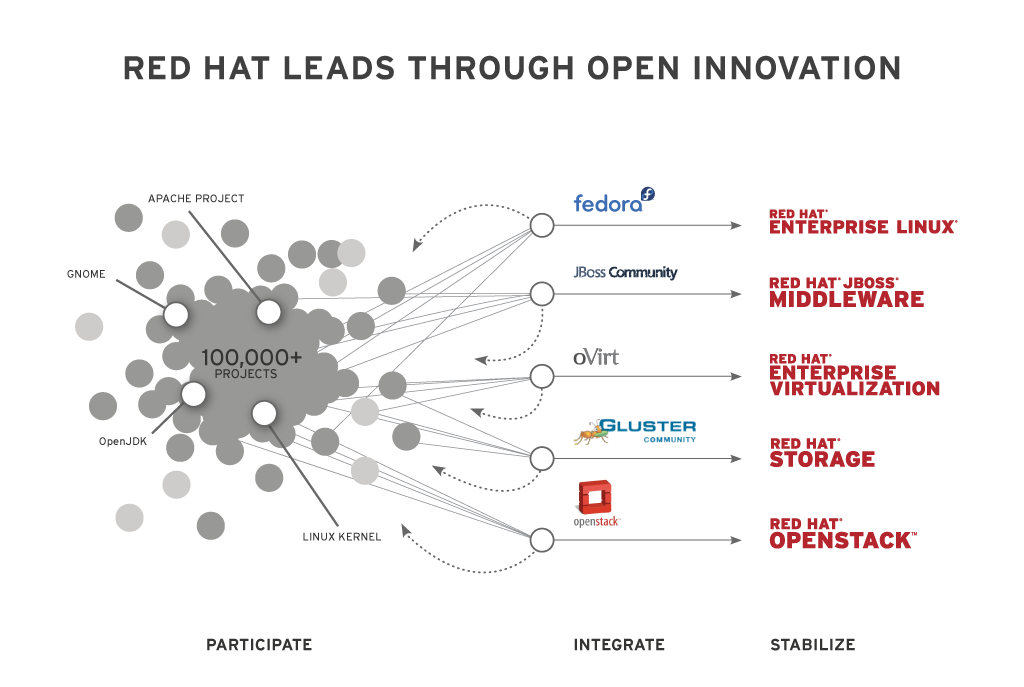 RED HAT LEADS THROUGH OPEN INNOVATION
APACHE PROJECT
GNOME
100,000+
PROJECTS
OpenJDK
LINUX KERNEL
fedora
JBoss Community
oVirt
GLUSTER
COMMUNITY
openstack™
RED HAT®
ENTERPRISE LINUX®
RED HAT® JBOSS®
MIDDLEWARE
RED HAT®
ENTERPRISE
VIRTUALIZATION
RED HAT®
STORAGE
RED HAT®
OPENSTACK™
PARTICIPATE
INTEGRATE
STABILIZE